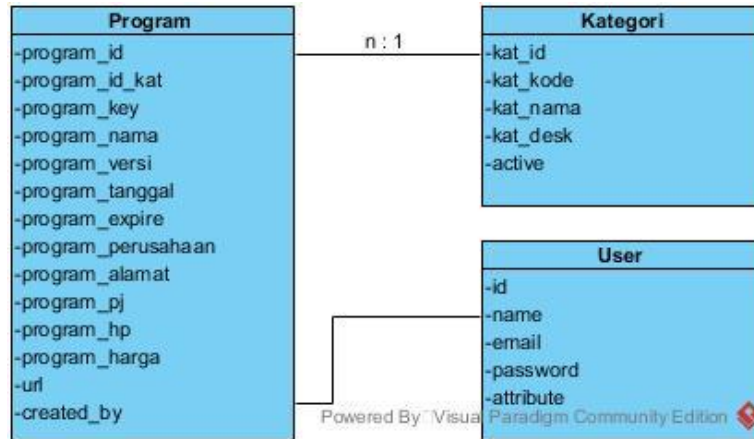 Program
-program_id
-program_id_kat
-program_key
-program_nama
-program_versi
-program_tanggal
-program_expire
-program_perusahaan
-program_alamat
-program_pj
-program_hp
-program_harga
-url
-created_by
n : 1
Kategori
-kat_id
-kat_kode
-kat_nama
-kat_desk
-active
User
-id
-name
-email
-password
-attribute
Powered By Visual Paradigm Community Edition